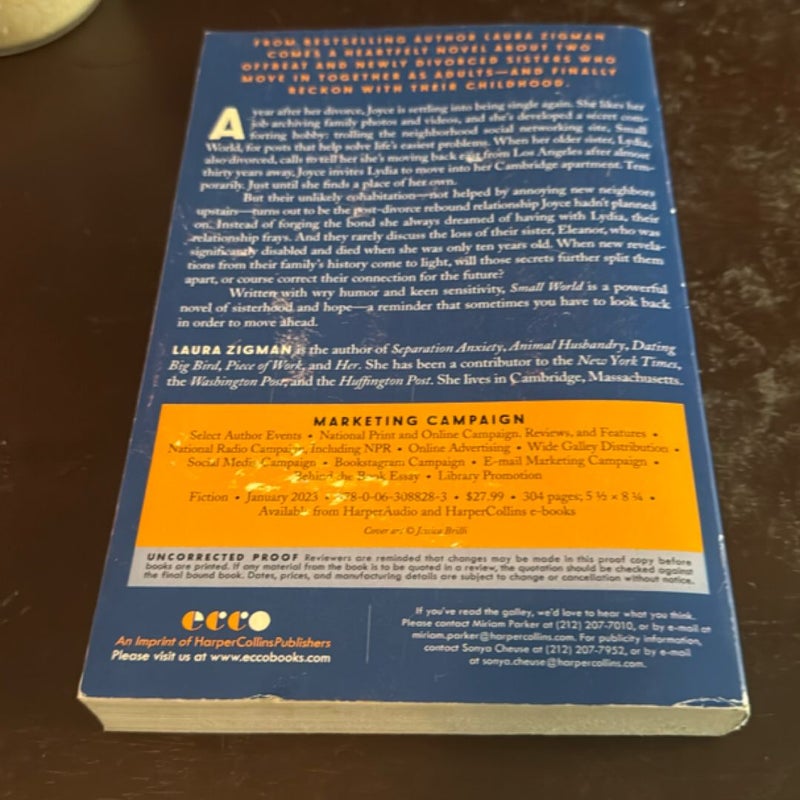 FROM BESTSELLING AUTHOR LAURA ZIGMAN
COMES A HEARTFELT NOVEL ABOUT TWO
OFFBEAT AND NEWLY DIVORCED SISTERS WHO
MOVE IN TOGETHER AS ADULTS—AND FINALLY
RECKON WITH THEIR CHILDHOOD.
A year after her divorce, Joyce is settling into being single again. She likes her
job archiving family photos and videos, and she's developed a secret com-
forting hobby: trolling the neighborhood social networking site, Small
World, for posts that help solve life's easiest problems. When her older sister, Lydia,
also divorced, calls to tell her she's moving back east from Los Angeles after almost
thirty years away, Joyce invites Lydia to move into her Cambridge apartment. Tem-
porarily. Just until she finds a place of her own.
But their unlikely cohabitation—not helped by annoying new neighbors
upstairs—turns out to be the post-divorce rebound relationship Joyce hadn't planned
on. Instead of forging the bond she always dreamed of having with Lydia, their
relationship frays. And they rarely discuss the loss of their sister, Eleanor, who was
significantly disabled and died when she was only ten years old. When new revela-
tions from their family's history come to light, will those secrets further split them
apart, or course correct their connection for the future?
Written with wry humor and keen sensitivity, Small World is a powerful
novel of sisterhood and hope—a reminder that sometimes you have to look back
in order to move ahead.
LAURA ZIGMAN is the author of Separation Anxiety, Animal Husbandry, Dating
Big Bird, Piece of Work, and Her. She has been a contributor to the New York Times,
the Washington Post, and the Huffington Post. She lives in Cambridge, Massachusetts.
MARKETING CAMPAIGN
Select Author Events • National Print and Online Campaign, Reviews, and Features •
National Radio Campaign, Including NPR • Online Advertising • Wide Galley Distribution •
Social Media Campaign • Bookstagram Campaign • E-mail Marketing Campaign •
Behind the Book Essay • Library Promotion
Fiction • January 2023 • 978-0-06-308828-3 • $27.99 • 304 pages; 5 ½ x 8 ¼ •
Available from HarperAudio and HarperCollins e-books
Cover art © Jessica Brilli
UNCORRECTED PROOF Reviewers are reminded that changes may be made in this proof copy before
books are printed. If any material from the book is to be quoted in a review, the quotation should be checked against
the final bound book. Dates, prices, and manufacturing details are subject to change or cancellation without notice.
ecco
An Imprint of HarperCollinsPublishers
Please visit us at www.eccobooks.com
If you've read the galley, we'd love to hear what you think.
Please contact Miriam Parker at (212) 207-7010, or by e-mail at
miriam.parker@harpercollins.com. For publicity information,
contact Sonya Cheuse at (212) 207-7952, or by e-mail
at sonya.cheuse@harpercollins.com.